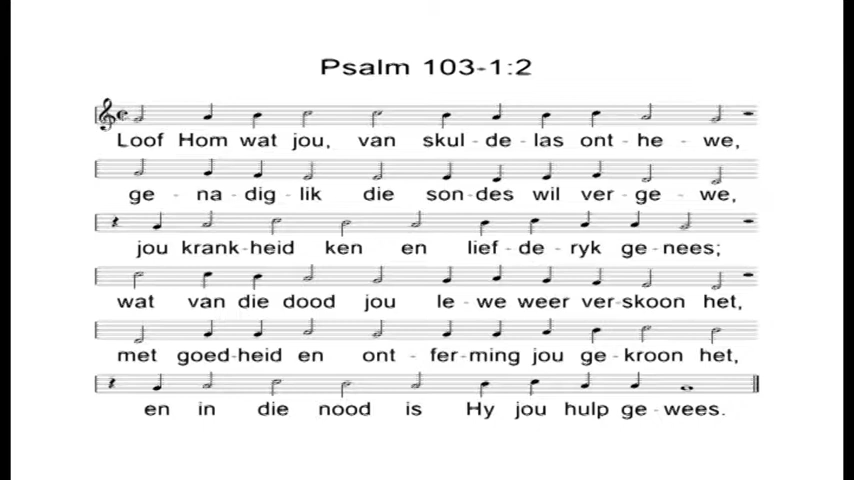 Psalm 103-1:2
Loof Hom wat jou, van skul-de-las ont-he-we,
ge-na-dig-lik die son-des wil ver-ge-we,
jou krank-heid ken en lief-de-ryk ge-nees;
wat van die dood jou le-we weer ver-skoon het,
met goed-heid en ont-fer-ming jou ge-kroon het,
en in die nood is Hy jou hulp ge-wees.